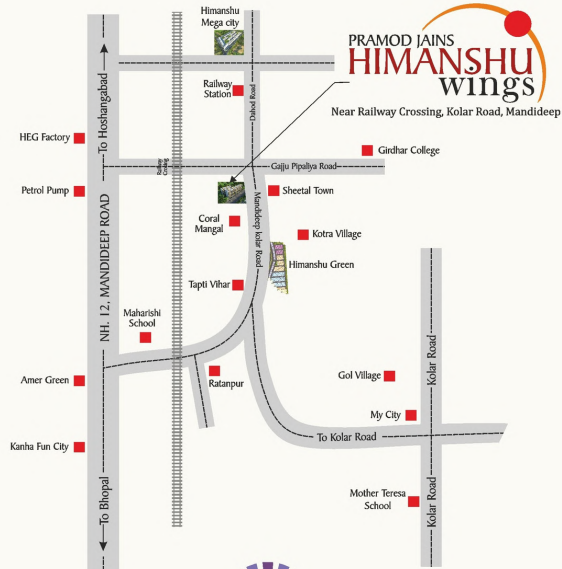 Himanshu
Mega city
PRAMOD JAINS
HIMANSHU
wings
Near Railway Crossing, Kolar Road, Mandideep
To Hoshangabad
Railway
Station
Dahod Road
HEG Factory
Girdhar College
Railway
Crossing
Gajju Pipaliya Road
Petrol Pump
Sheetal Town
NH. 12, MANDIDEEP ROAD
Coral
Mangal
Mandideep kolar Road
Kotra Village
Himanshu Green
Tapti Vihar
Maharishi
School
Kolar Road
Amer Green
Ratanpur
Gol Village
My City
Kanha Fun City
To Kolar Road
To Bhopal
Mother Teresa
School
Kolar Road